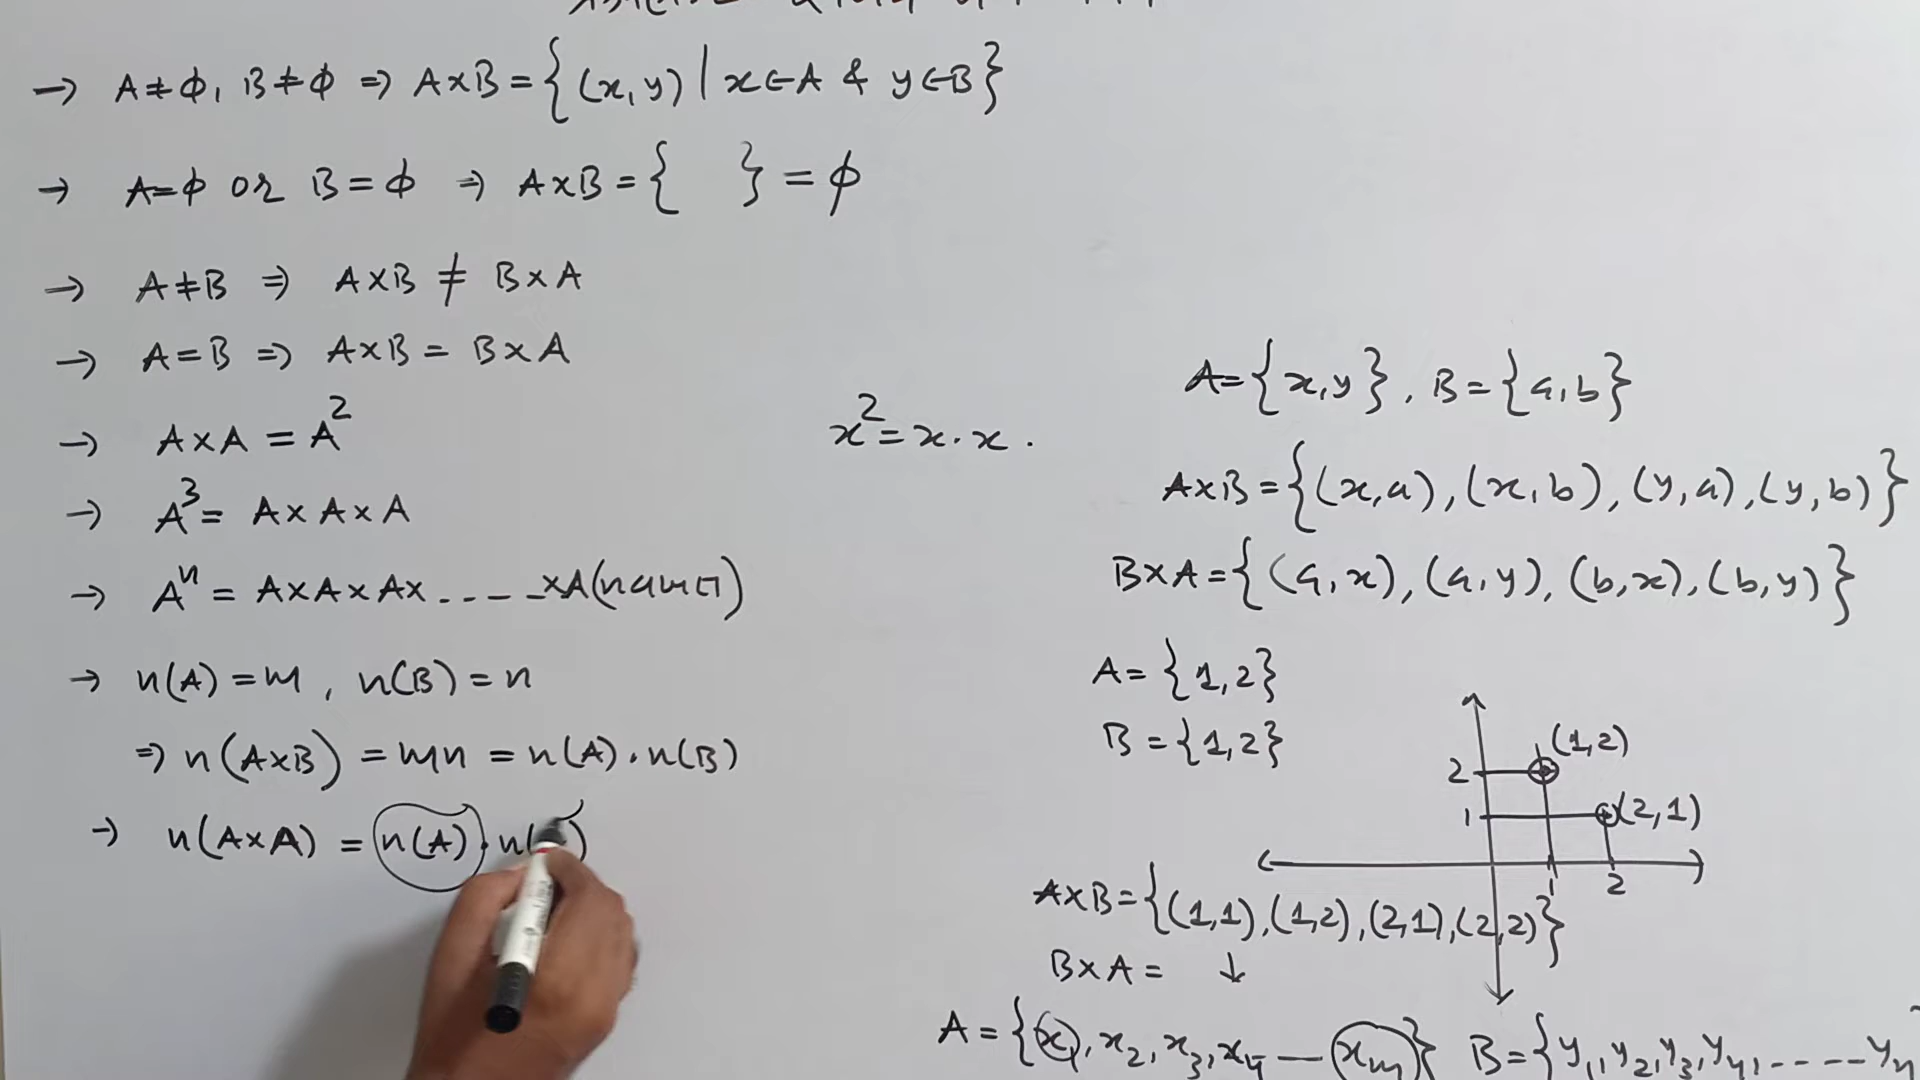 → A≠ϕ, B≠ϕ ⇒ A×B = {(x,y) | x∈A & y∈B}
→ A=ϕ or B=ϕ ⇒ A×B = { } = ϕ
→ A≠B ⇒ A×B ≠ B×A
→ A=B ⇒ A×B = B×A
→ A×A = A²
→ A³ = A×A×A
→ Aⁿ = A×A×A×....×A
→ n(A)=m, n(B)=n
⇒ n(A×B) = mn = n(A)·n(B)
→ n(A×A) = n(A)·n(
x² = x·x.
A={x,y}, B={a,b}
A×B={(x,a),(x,b),(y,a),(y,b)}
B×A={(a,x),(a,y),(b,x),(b,y)}
A={1,2}
B={1,2}
(1,2)
2
1 (2,1)
1 2
A×B={(1,1),(1,2),(2,1),(2,2)}
B×A= ↓
A={x₁,x₂,x₃,x₄—xₘ} B={y₁,y₂,y₃,y₄,.....yₙ